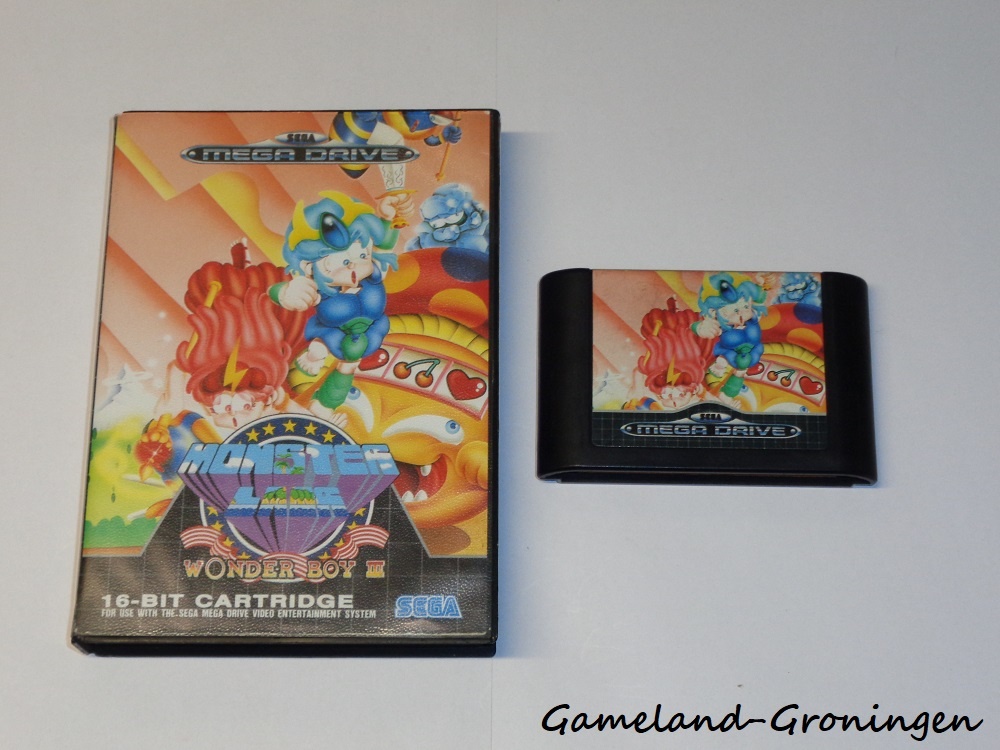 SEGA
MEGA DRIVE
MONSTER
LAIR
WONDER BOY III
16-BIT CARTRIDGE
FOR USE WITH THE SEGA MEGA DRIVE VIDEO ENTERTAINMENT SYSTEM
SEGA
SEGA
MEGA DRIVE
Gameland-Groningen